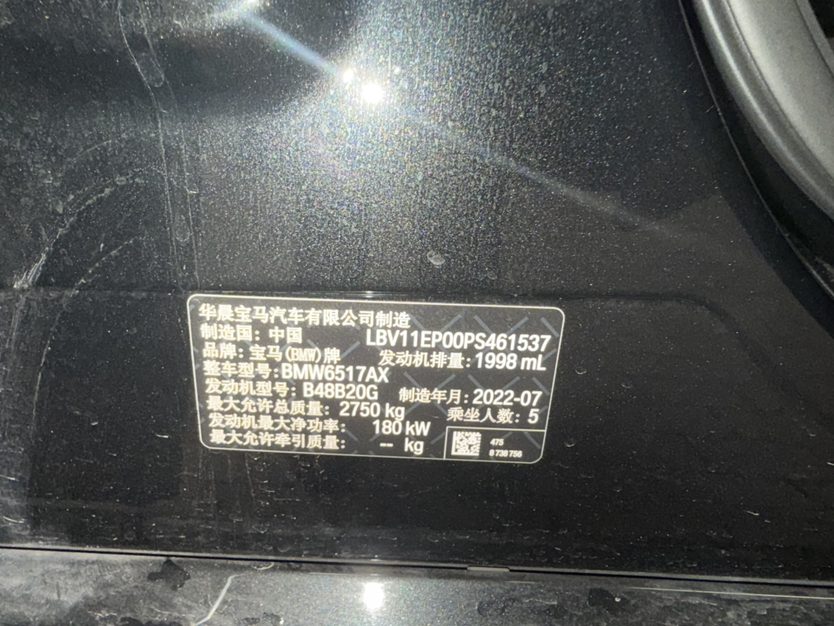 华晨宝马汽车有限公司制造
制造国：中国 LBV11EP00PS461537
品牌：宝马(BMW)牌 发动机排量：1998 mL
整车型号：BMW6517AX
发动机型号：B48B20G 制造年月：2022-07
最大允许总质量：2750 kg 乘坐人数：5
发动机最大净功率：180 kW
最大允许牵引质量：-- kg
475
8 736 756